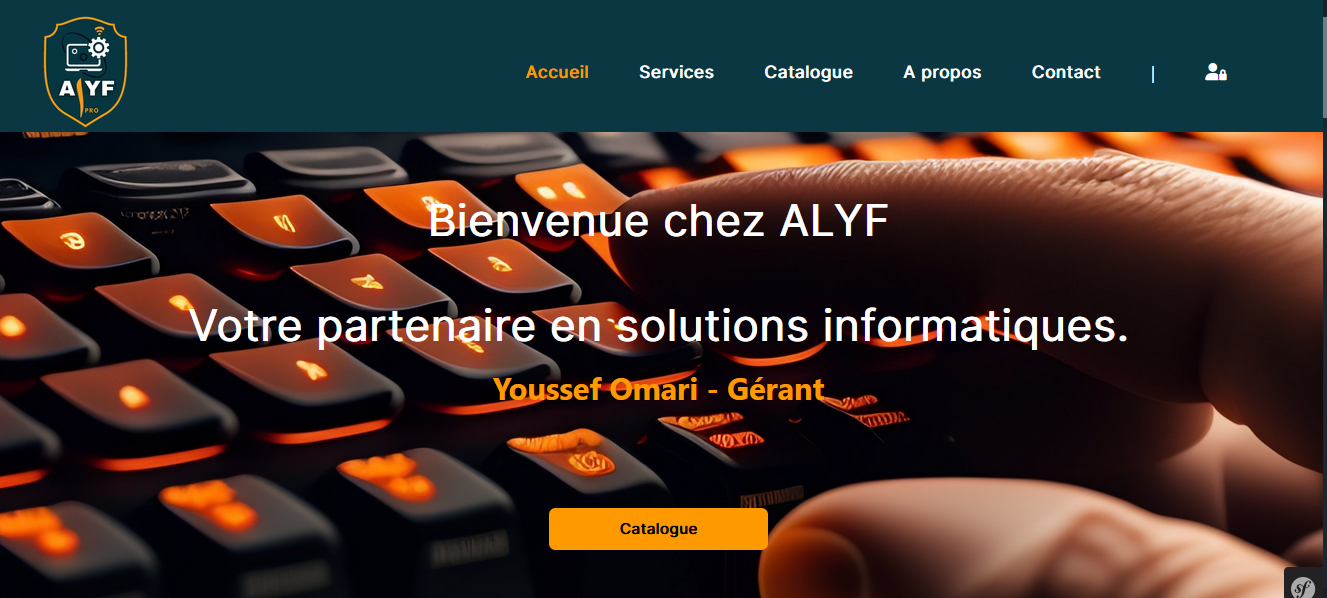 ALYF
PRO
Accueil
Services
Catalogue
A propos
Contact
Bienvenue chez ALYF
Votre partenaire en solutions informatiques.
Youssef Omari - Gérant
Catalogue
sf